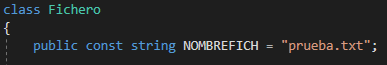 class Fichero
{
    public const string NOMBREFICH = "prueba.txt";